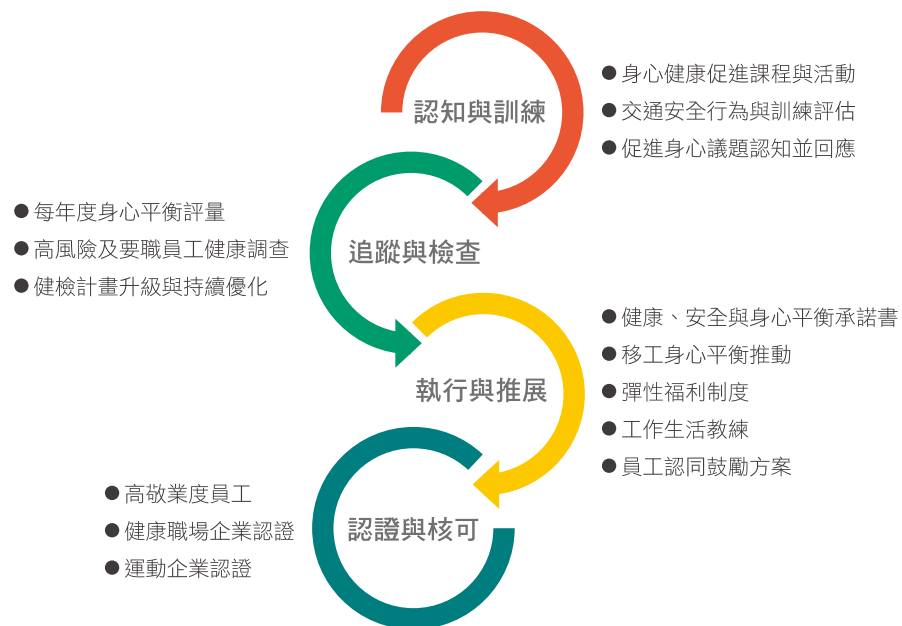 認知與訓練
● 身心健康促進課程與活動
● 交通安全行為與訓練評估
● 促進身心議題認知並回應
追蹤與檢查
● 每年度身心平衡評量
● 高風險及要職員工健康調查
● 健檢計畫升級與持續優化
執行與推展
● 健康、安全與身心平衡承諾書
● 移工身心平衡推動
● 彈性福利制度
● 工作生活教練
● 員工認同鼓勵方案
認證與核可
● 高敬業度員工
● 健康職場企業認證
● 運動企業認證